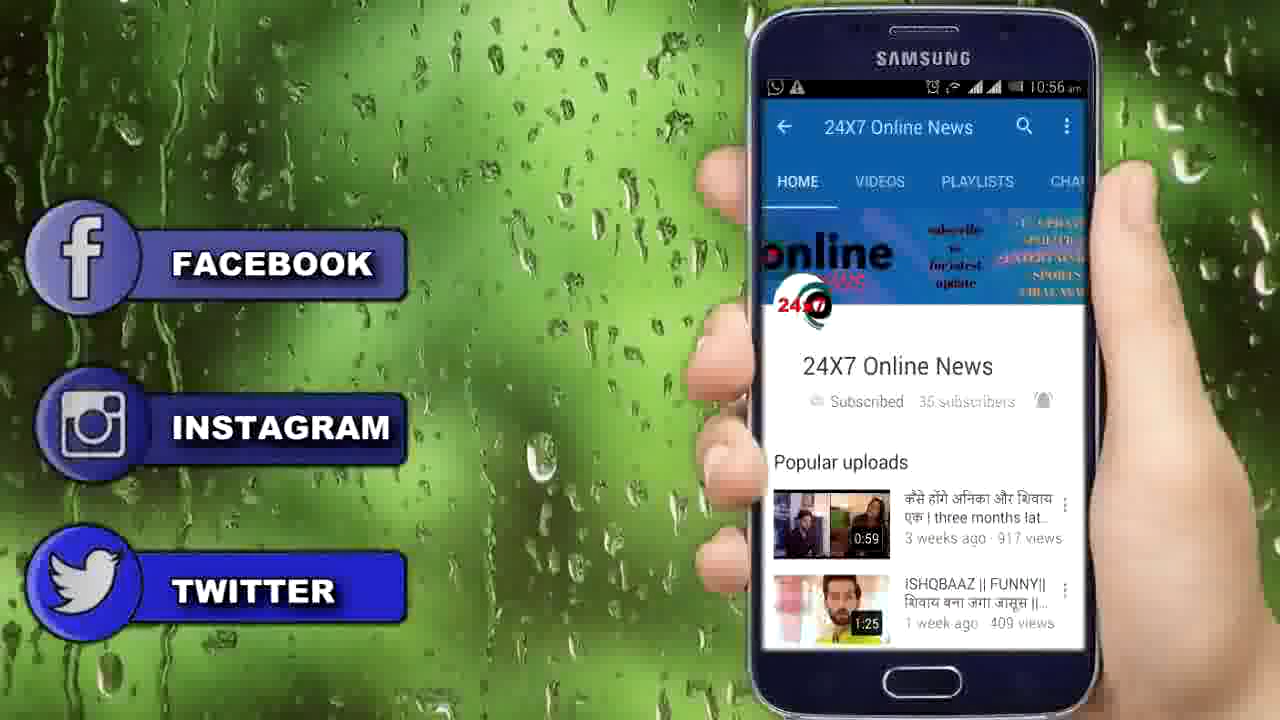 FACEBOOK
INSTAGRAM
TWITTER
SAMSUNG
10:56 am
24X7 Online News
HOME VIDEOS PLAYLISTS CHA
online
subscribe
for latest
update
SPORTS
24x7
24X7 Online News
Subscribed 35 subscribers
Popular uploads
कैसे होंगे अनिका और शिवाय
एक | three months lat..
3 weeks ago · 917 views
0:59
ISHQBAAZ || FUNNY||
शिवाय बना जगा जासूस ||...
1 week ago · 409 views
1:25